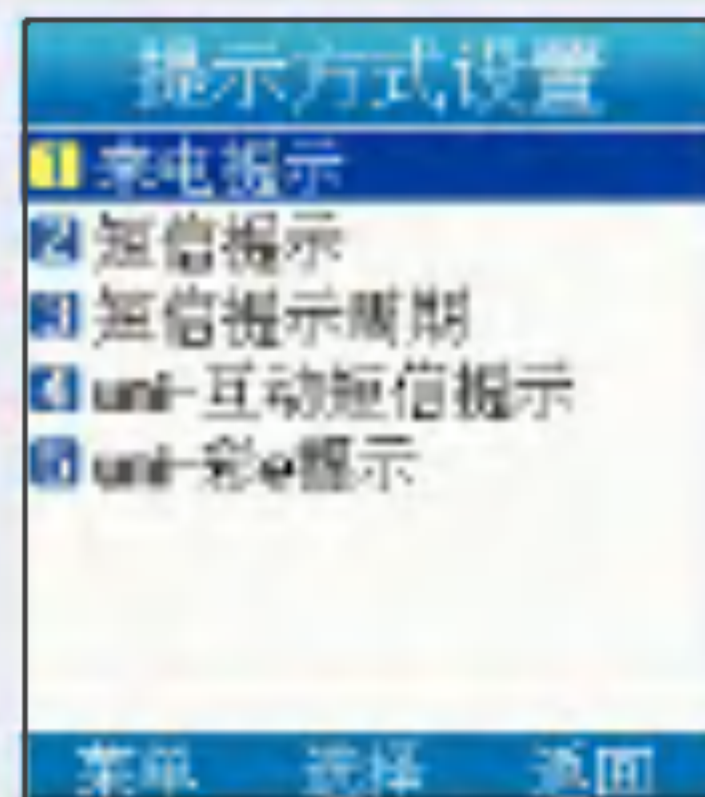 提示方式设置
1 来电提示
2 短信提示
3 短信提示周期
4 uni-互动短信提示
5 uni-彩e提示
菜单 选择 返回